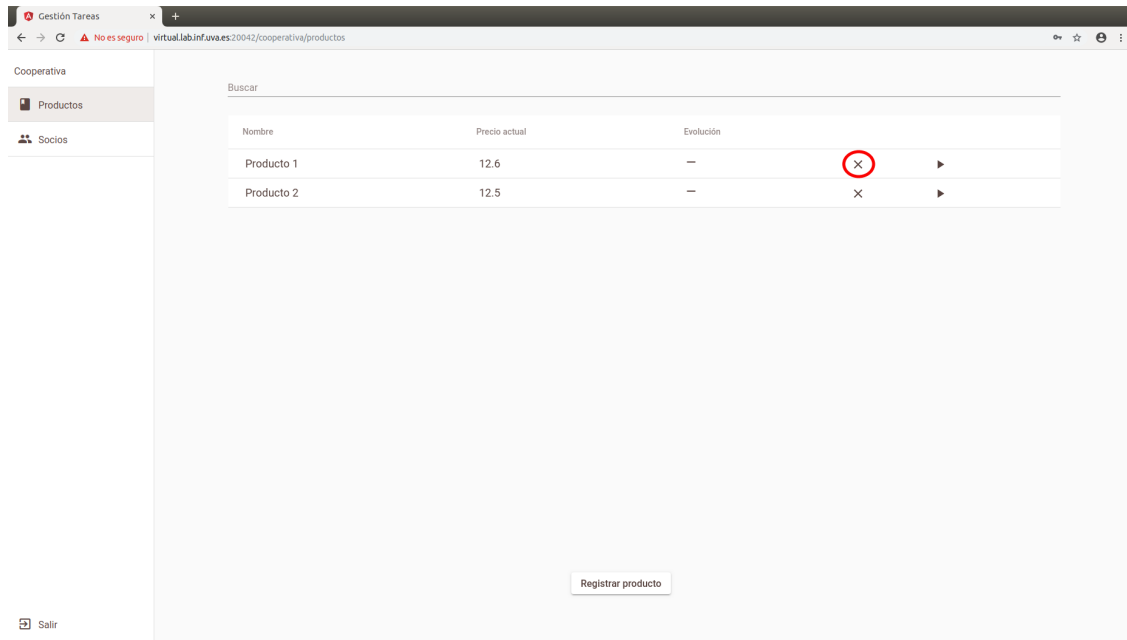 Gestión Tareas
No es seguro | virtual.lab.inf.uva.es:20042/cooperativa/productos
Cooperativa
Productos
Socios
Buscar
Nombre Precio actual Evolución
Producto 1 12.6 —
Producto 2 12.5 —
Registrar producto
Salir